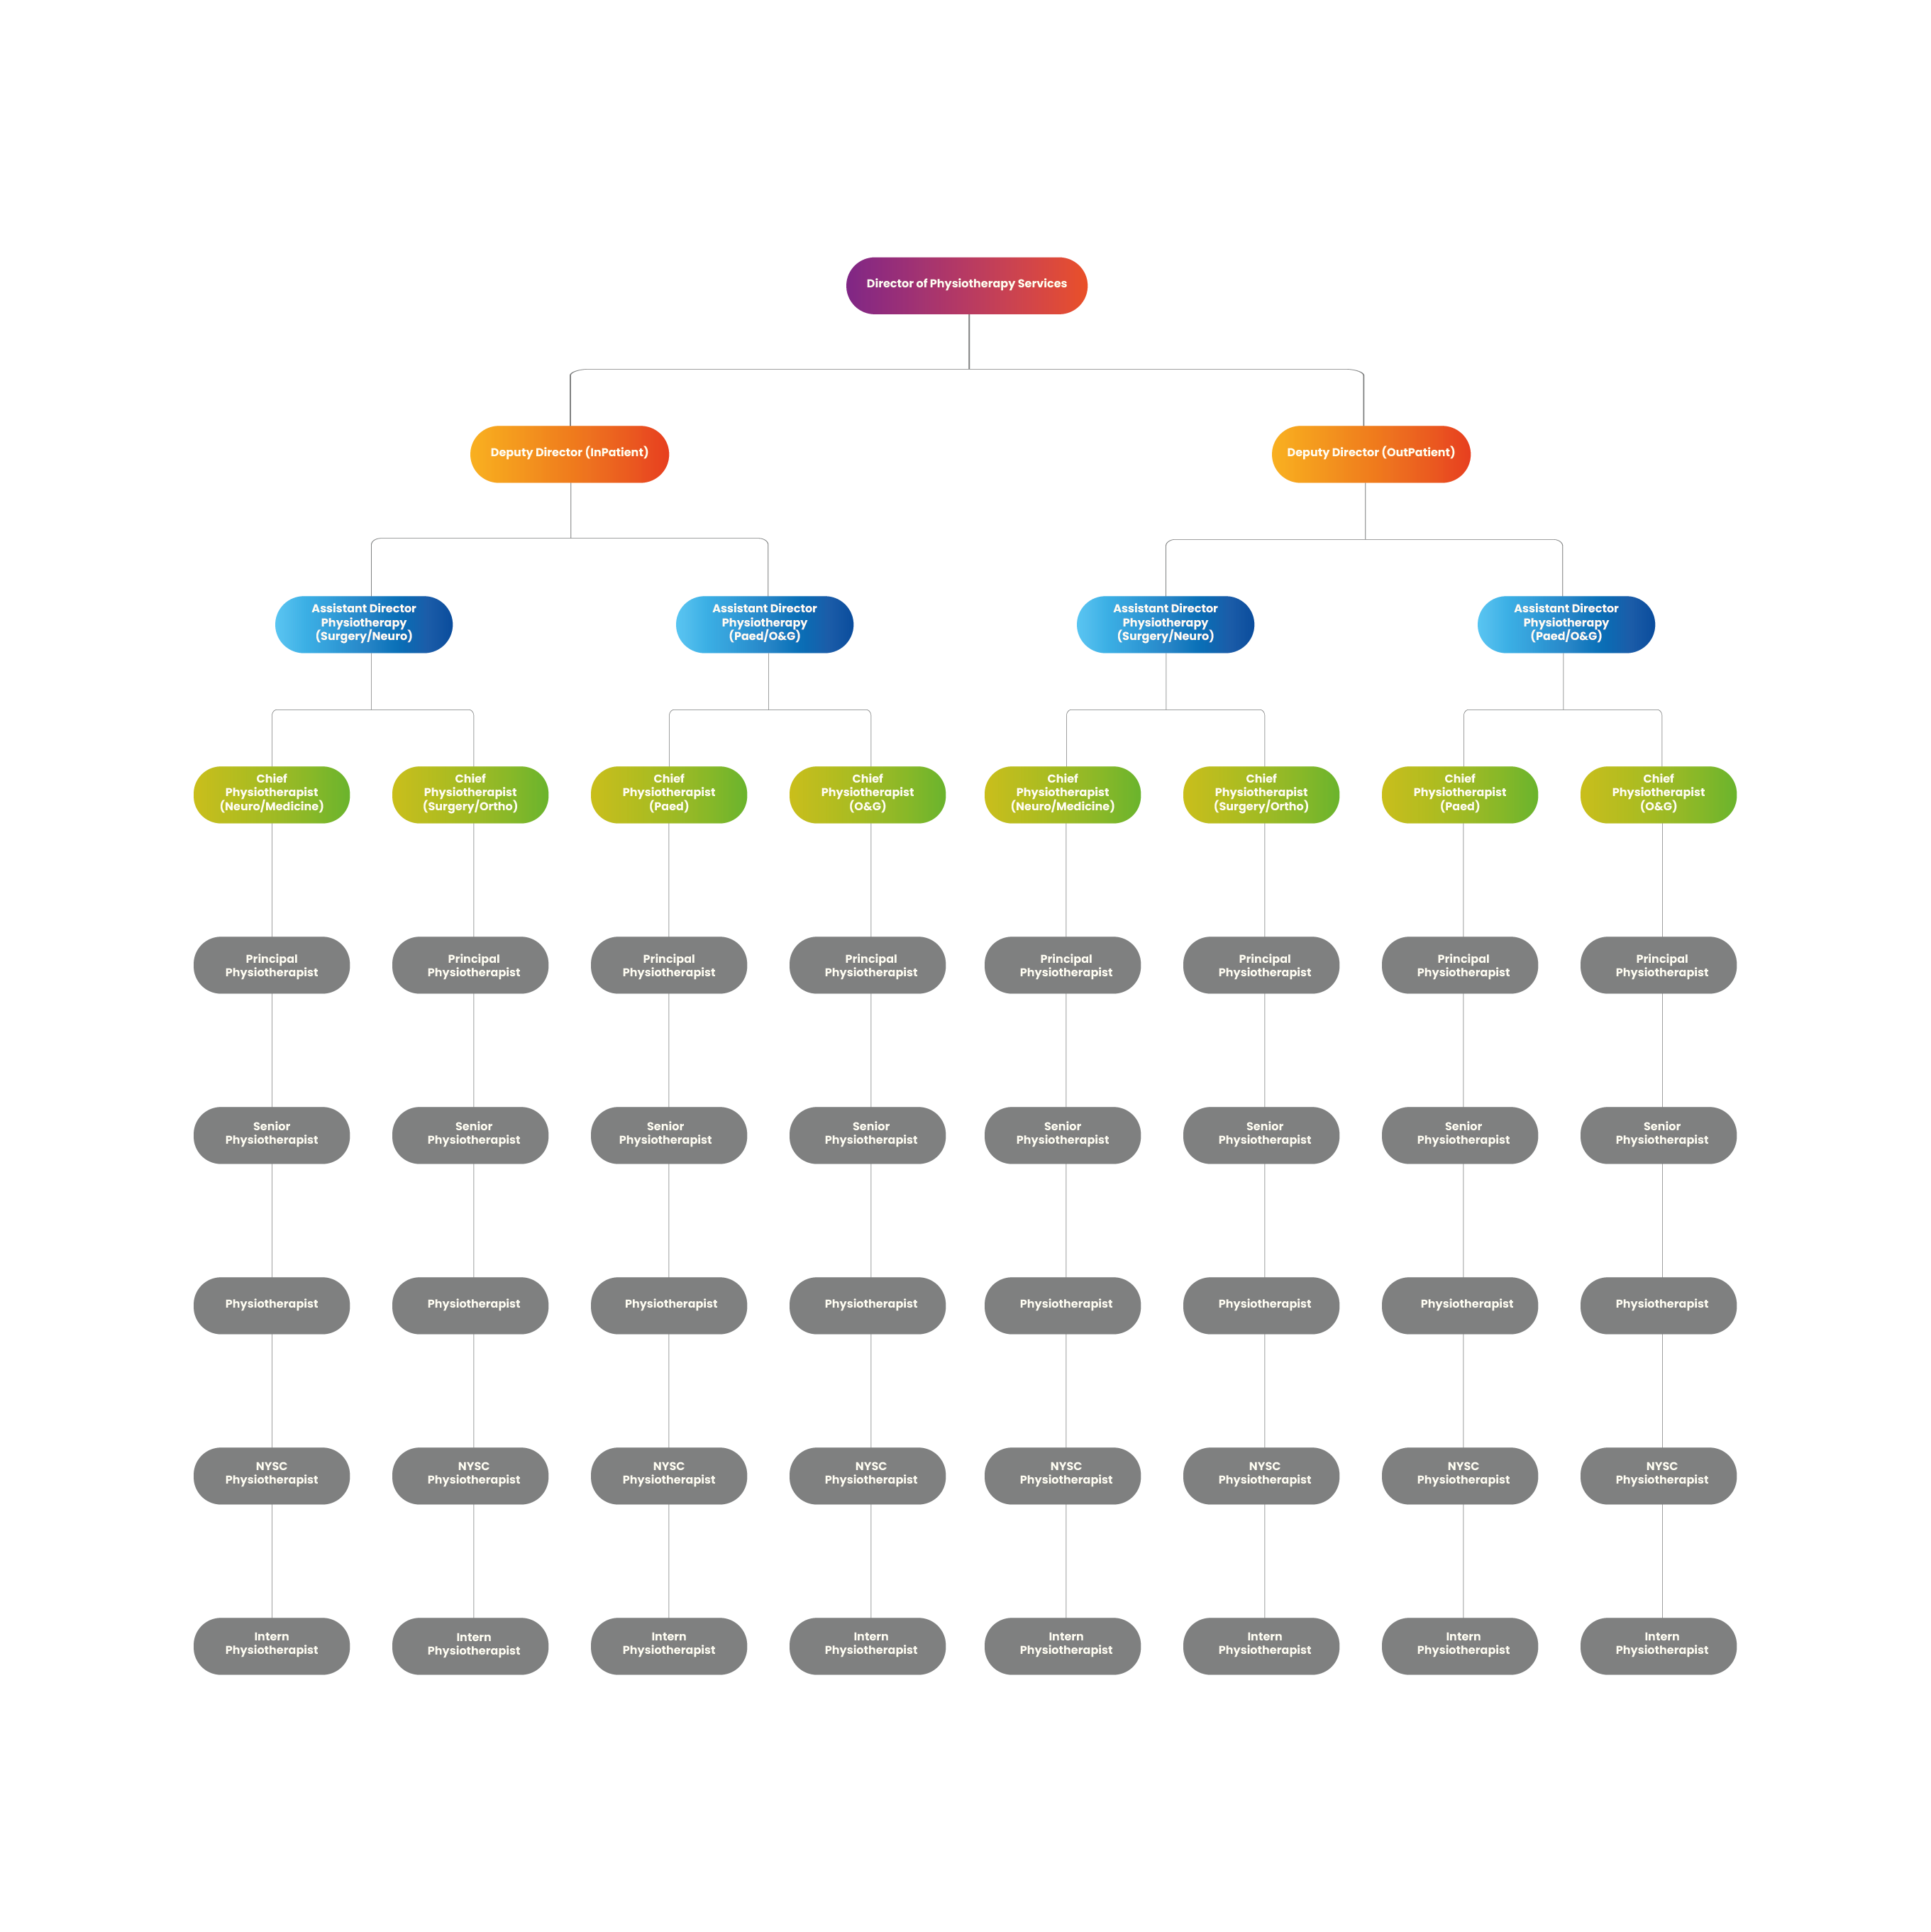 Director of Physiotherapy Services
Deputy Director (InPatient)
Deputy Director (OutPatient)
Assistant Director
Physiotherapy
(Surgery/Neuro)
Assistant Director
Physiotherapy
(Paed/O&G)
Assistant Director
Physiotherapy
(Surgery/Neuro)
Assistant Director
Physiotherapy
(Paed/O&G)
Chief
Physiotherapist
(Neuro/Medicine)
Chief
Physiotherapist
(Surgery/Ortho)
Chief
Physiotherapist
(Paed)
Chief
Physiotherapist
(O&G)
Chief
Physiotherapist
(Neuro/Medicine)
Chief
Physiotherapist
(Surgery/Ortho)
Chief
Physiotherapist
(Paed)
Chief
Physiotherapist
(O&G)
Principal
Physiotherapist
Principal
Physiotherapist
Principal
Physiotherapist
Principal
Physiotherapist
Principal
Physiotherapist
Principal
Physiotherapist
Principal
Physiotherapist
Principal
Physiotherapist
Senior
Physiotherapist
Senior
Physiotherapist
Senior
Physiotherapist
Senior
Physiotherapist
Senior
Physiotherapist
Senior
Physiotherapist
Senior
Physiotherapist
Senior
Physiotherapist
Physiotherapist
Physiotherapist
Physiotherapist
Physiotherapist
Physiotherapist
Physiotherapist
Physiotherapist
Physiotherapist
NYSC
Physiotherapist
NYSC
Physiotherapist
NYSC
Physiotherapist
NYSC
Physiotherapist
NYSC
Physiotherapist
NYSC
Physiotherapist
NYSC
Physiotherapist
NYSC
Physiotherapist
Intern
Physiotherapist
Intern
Physiotherapist
Intern
Physiotherapist
Intern
Physiotherapist
Intern
Physiotherapist
Intern
Physiotherapist
Intern
Physiotherapist
Intern
Physiotherapist